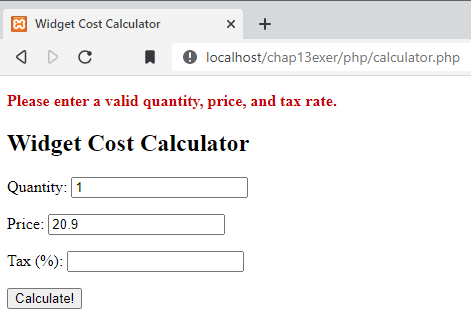 Widget Cost Calculator
localhost/chap13exer/php/calculator.php
Please enter a valid quantity, price, and tax rate.
Widget Cost Calculator
Quantity: 1
Price: 20.9
Tax (%):
Calculate!